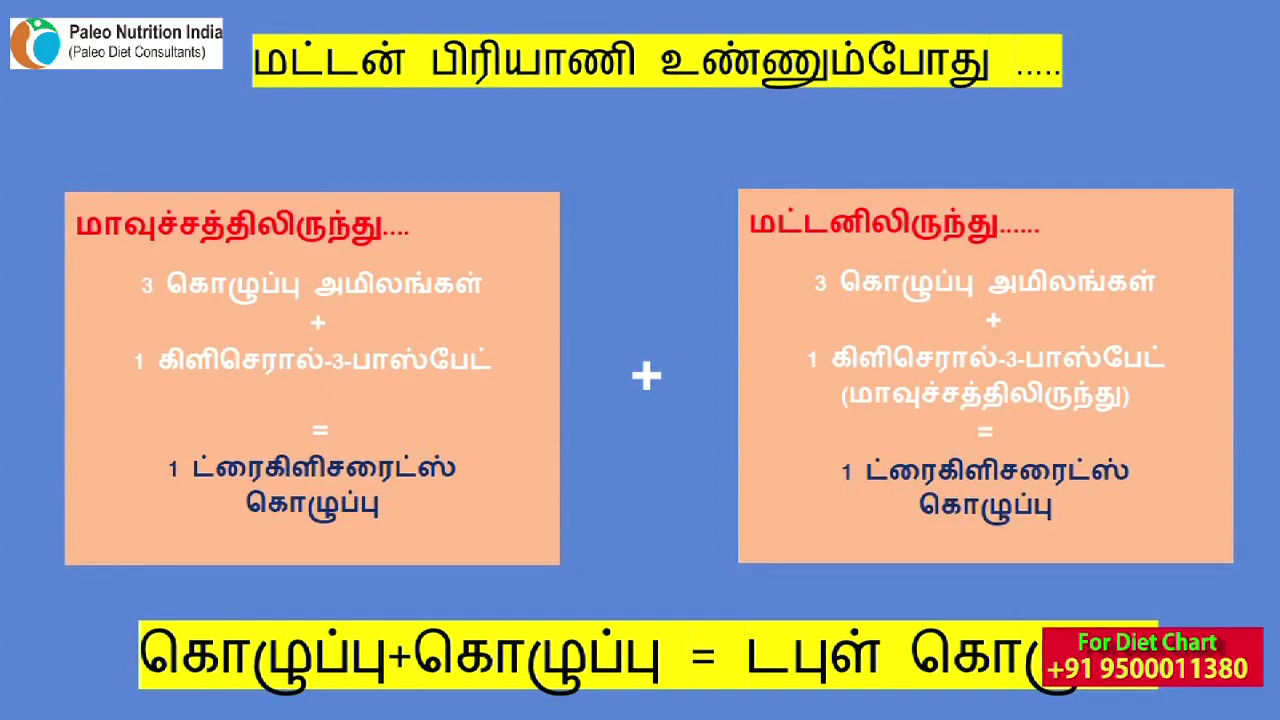 Paleo Nutrition India
(Paleo Diet Consultants)
மட்டன் பிரியாணி உண்ணும்போது .....
மாவுச்சத்திலிருந்து....
3 கொழுப்பு அமிலங்கள்
+
1 கிளிசெரால்-3-பாஸ்பேட்
=
1 ட்ரைகிளிசரைட்ஸ்
கொழுப்பு
+
மட்டனிலிருந்து......
3 கொழுப்பு அமிலங்கள்
+
1 கிளிசெரால்-3-பாஸ்பேட்
(மாவுச்சத்திலிருந்து)
=
1 ட்ரைகிளிசரைட்ஸ்
கொழுப்பு
கொழுப்பு+கொழுப்பு = டபுள்
For Diet Chart
+91 9500011380